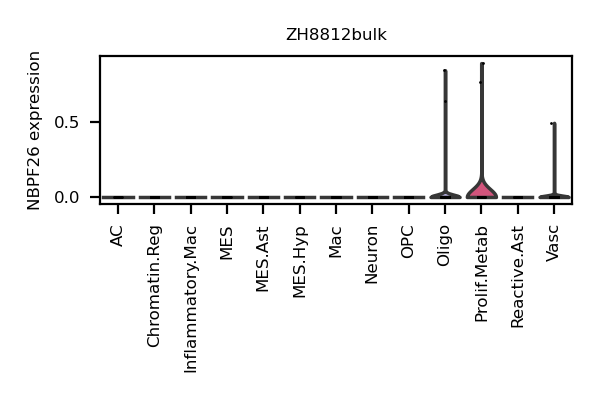 ZH8812bulk
NBPF26 expression
0.5
0.0
AC
Chromatin.Reg
Inflammatory.Mac
MES
MES.Ast
MES.Hyp
Mac
Neuron
OPC
Oligo
Prolif.Metab
Reactive.Ast
Vasc